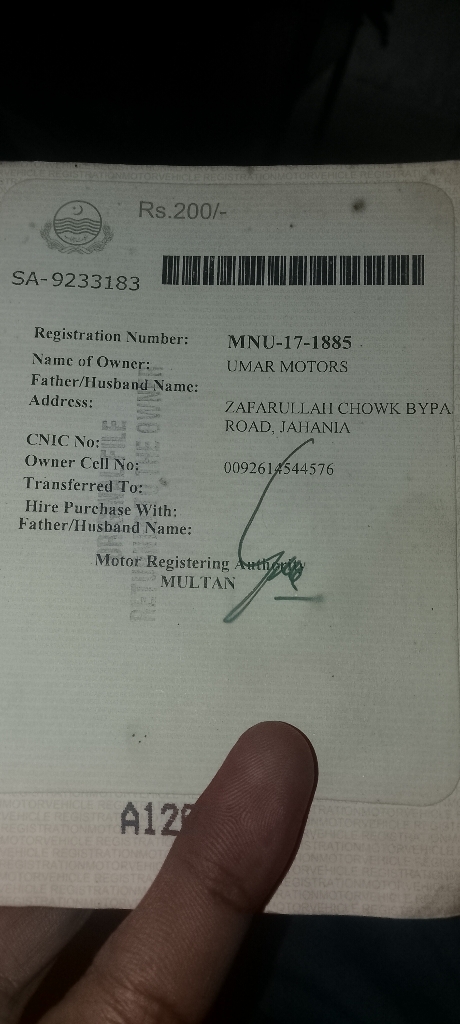 Rs.200/-
SA-9233183
Registration Number: MNU-17-1885
Name of Owner: UMAR MOTORS
Father/Husband Name:
Address: ZAFARULLAH CHOWK BYPA
ROAD, JAHANIA
CNIC No:
Owner Cell No: 0092614544576
Transferred To:
Hire Purchase With:
Father/Husband Name:
Motor Registering Authority
MULTAN